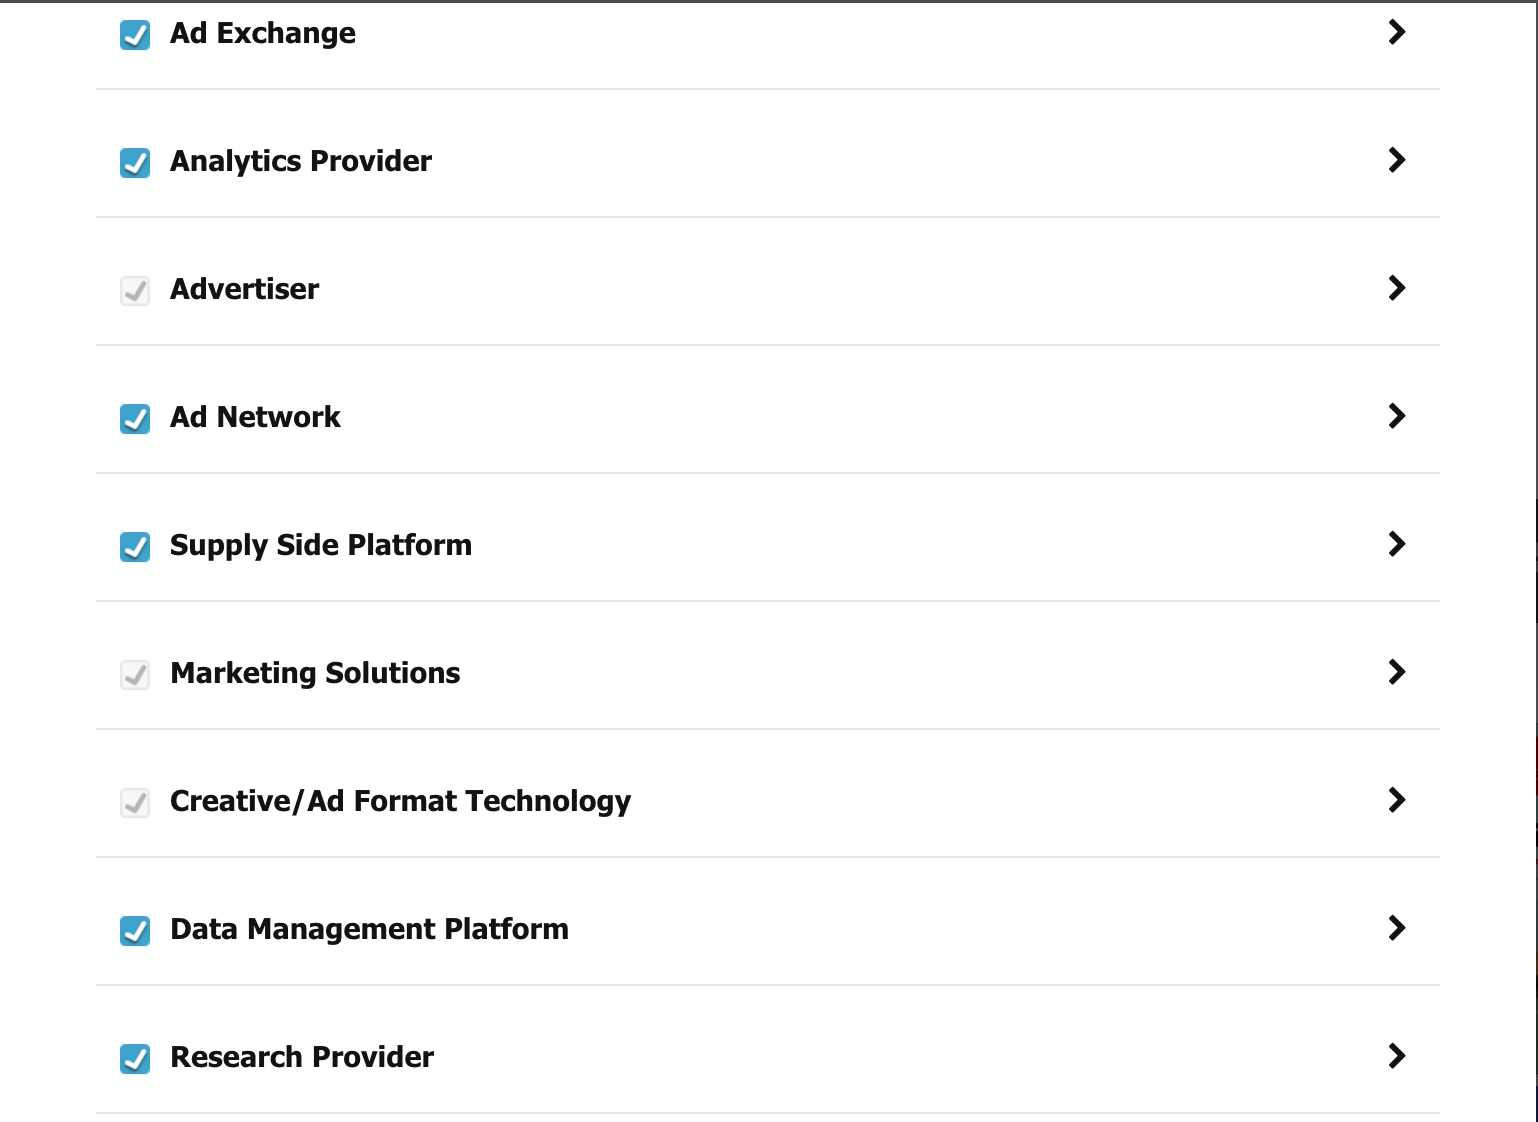 Ad Exchange
Analytics Provider
Advertiser
Ad Network
Supply Side Platform
Marketing Solutions
Creative/Ad Format Technology
Data Management Platform
Research Provider